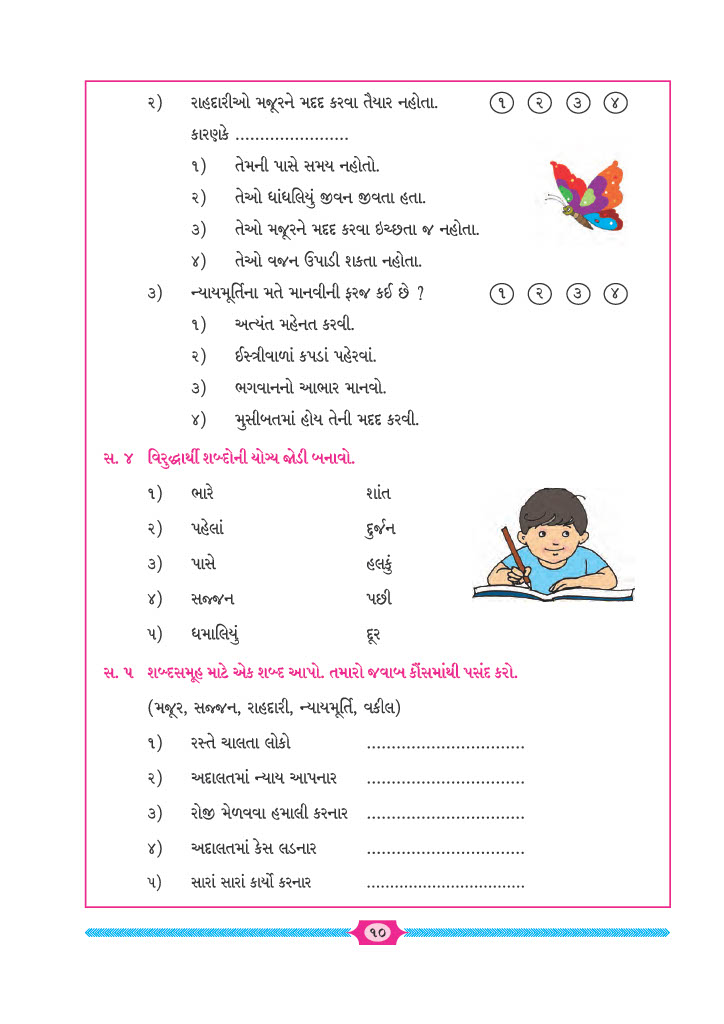 ૨) રાહદારીઓ મજૂરને મદદ કરવા તૈયાર નહોતા. ૧ ૨ ૩ ૪
કારણકે .......................
૧) તેમની પાસે સમય નહોતો.
૨) તેઓ ધાંધલિયું જીવન જીવતા હતા.
૩) તેઓ મજૂરને મદદ કરવા ઇચ્છતા જ નહોતા.
૪) તેઓ વજન ઉપાડી શકતા નહોતા.
૩) ન્યાયમૂર્તિના મતે માનવીની ફરજ કઈ છે ? ૧ ૨ ૩ ૪
૧) અત્યંત મહેનત કરવી.
૨) ઈસ્ત્રીવાળાં કપડાં પહેરવાં.
૩) ભગવાનનો આભાર માનવો.
૪) મુસીબતમાં હોય તેની મદદ કરવી.
સ. ૪ વિરુદ્ધાર્થી શબ્દોની યોગ્ય જોડી બનાવો.
૧) ભારે શાંત
૨) પહેલાં દુર્જન
૩) પાસે હલકું
૪) સજ્જન પછી
૫) ધમાલિયું દૂર
સ. ૫ શબ્દસમૂહ માટે એક શબ્દ આપો. તમારો જવાબ કૌંસમાંથી પસંદ કરો.
(મજૂર, સજ્જન, રાહદારી, ન્યાયમૂર્તિ, વકીલ)
૧) રસ્તે ચાલતા લોકો ................................
૨) અદાલતમાં ન્યાય આપનાર ................................
૩) રોજી મેળવવા હમાલી કરનાર ................................
૪) અદાલતમાં કેસ લડનાર ................................
૫) સારાં સારાં કાર્યો કરનાર ................................
૧૦